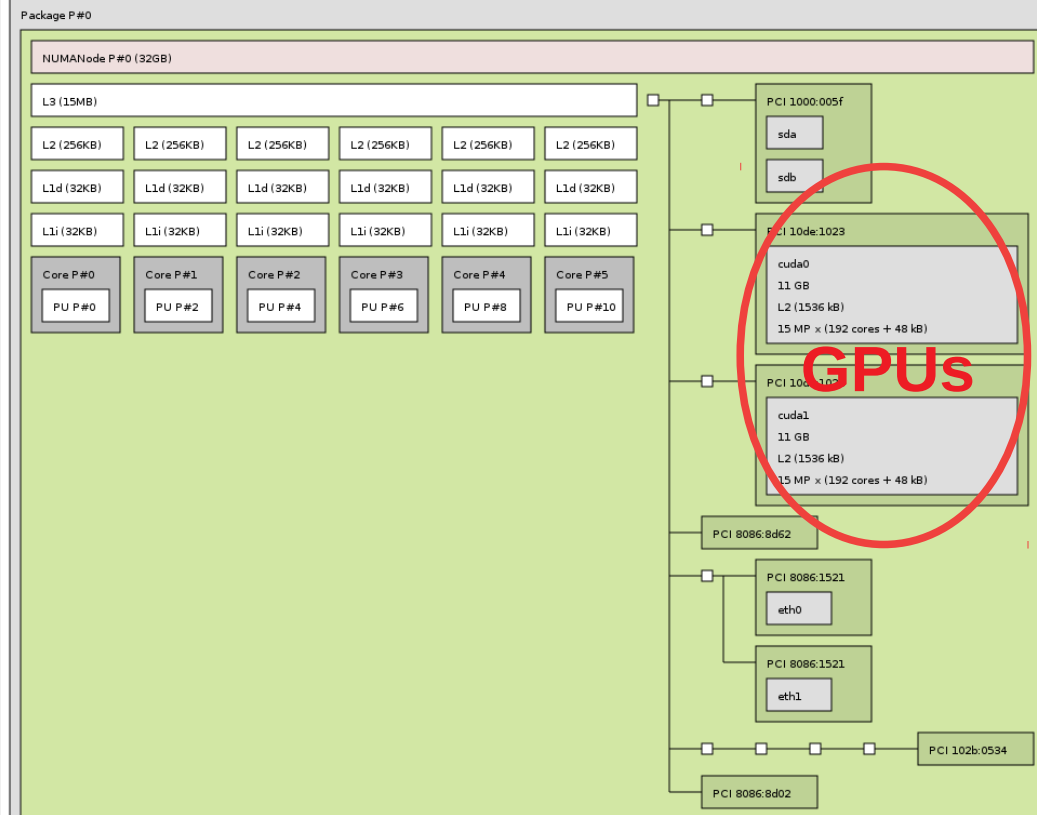 Package P#0
NUMANode P#0 (32GB)
L3 (15MB)
L2 (256KB) L2 (256KB) L2 (256KB) L2 (256KB) L2 (256KB) L2 (256KB)
L1d (32KB) L1d (32KB) L1d (32KB) L1d (32KB) L1d (32KB) L1d (32KB)
L1i (32KB) L1i (32KB) L1i (32KB) L1i (32KB) L1i (32KB) L1i (32KB)
Core P#0 Core P#1 Core P#2 Core P#3 Core P#4 Core P#5
PU P#0 PU P#2 PU P#4 PU P#6 PU P#8 PU P#10
PCI 1000:005f
sda
sdb
PCI 10de:1023
cuda0
11 GB
L2 (1536 kB)
15 MP x (192 cores + 48 kB)
GPUs
PCI
cuda1
11 GB
L2 (1536 kB)
15 MP x (192 cores + 48 kB)
PCI 8086:8d62
PCI 8086:1521
eth0
PCI 8086:1521
eth1
PCI 102b:0534
PCI 8086:8d02